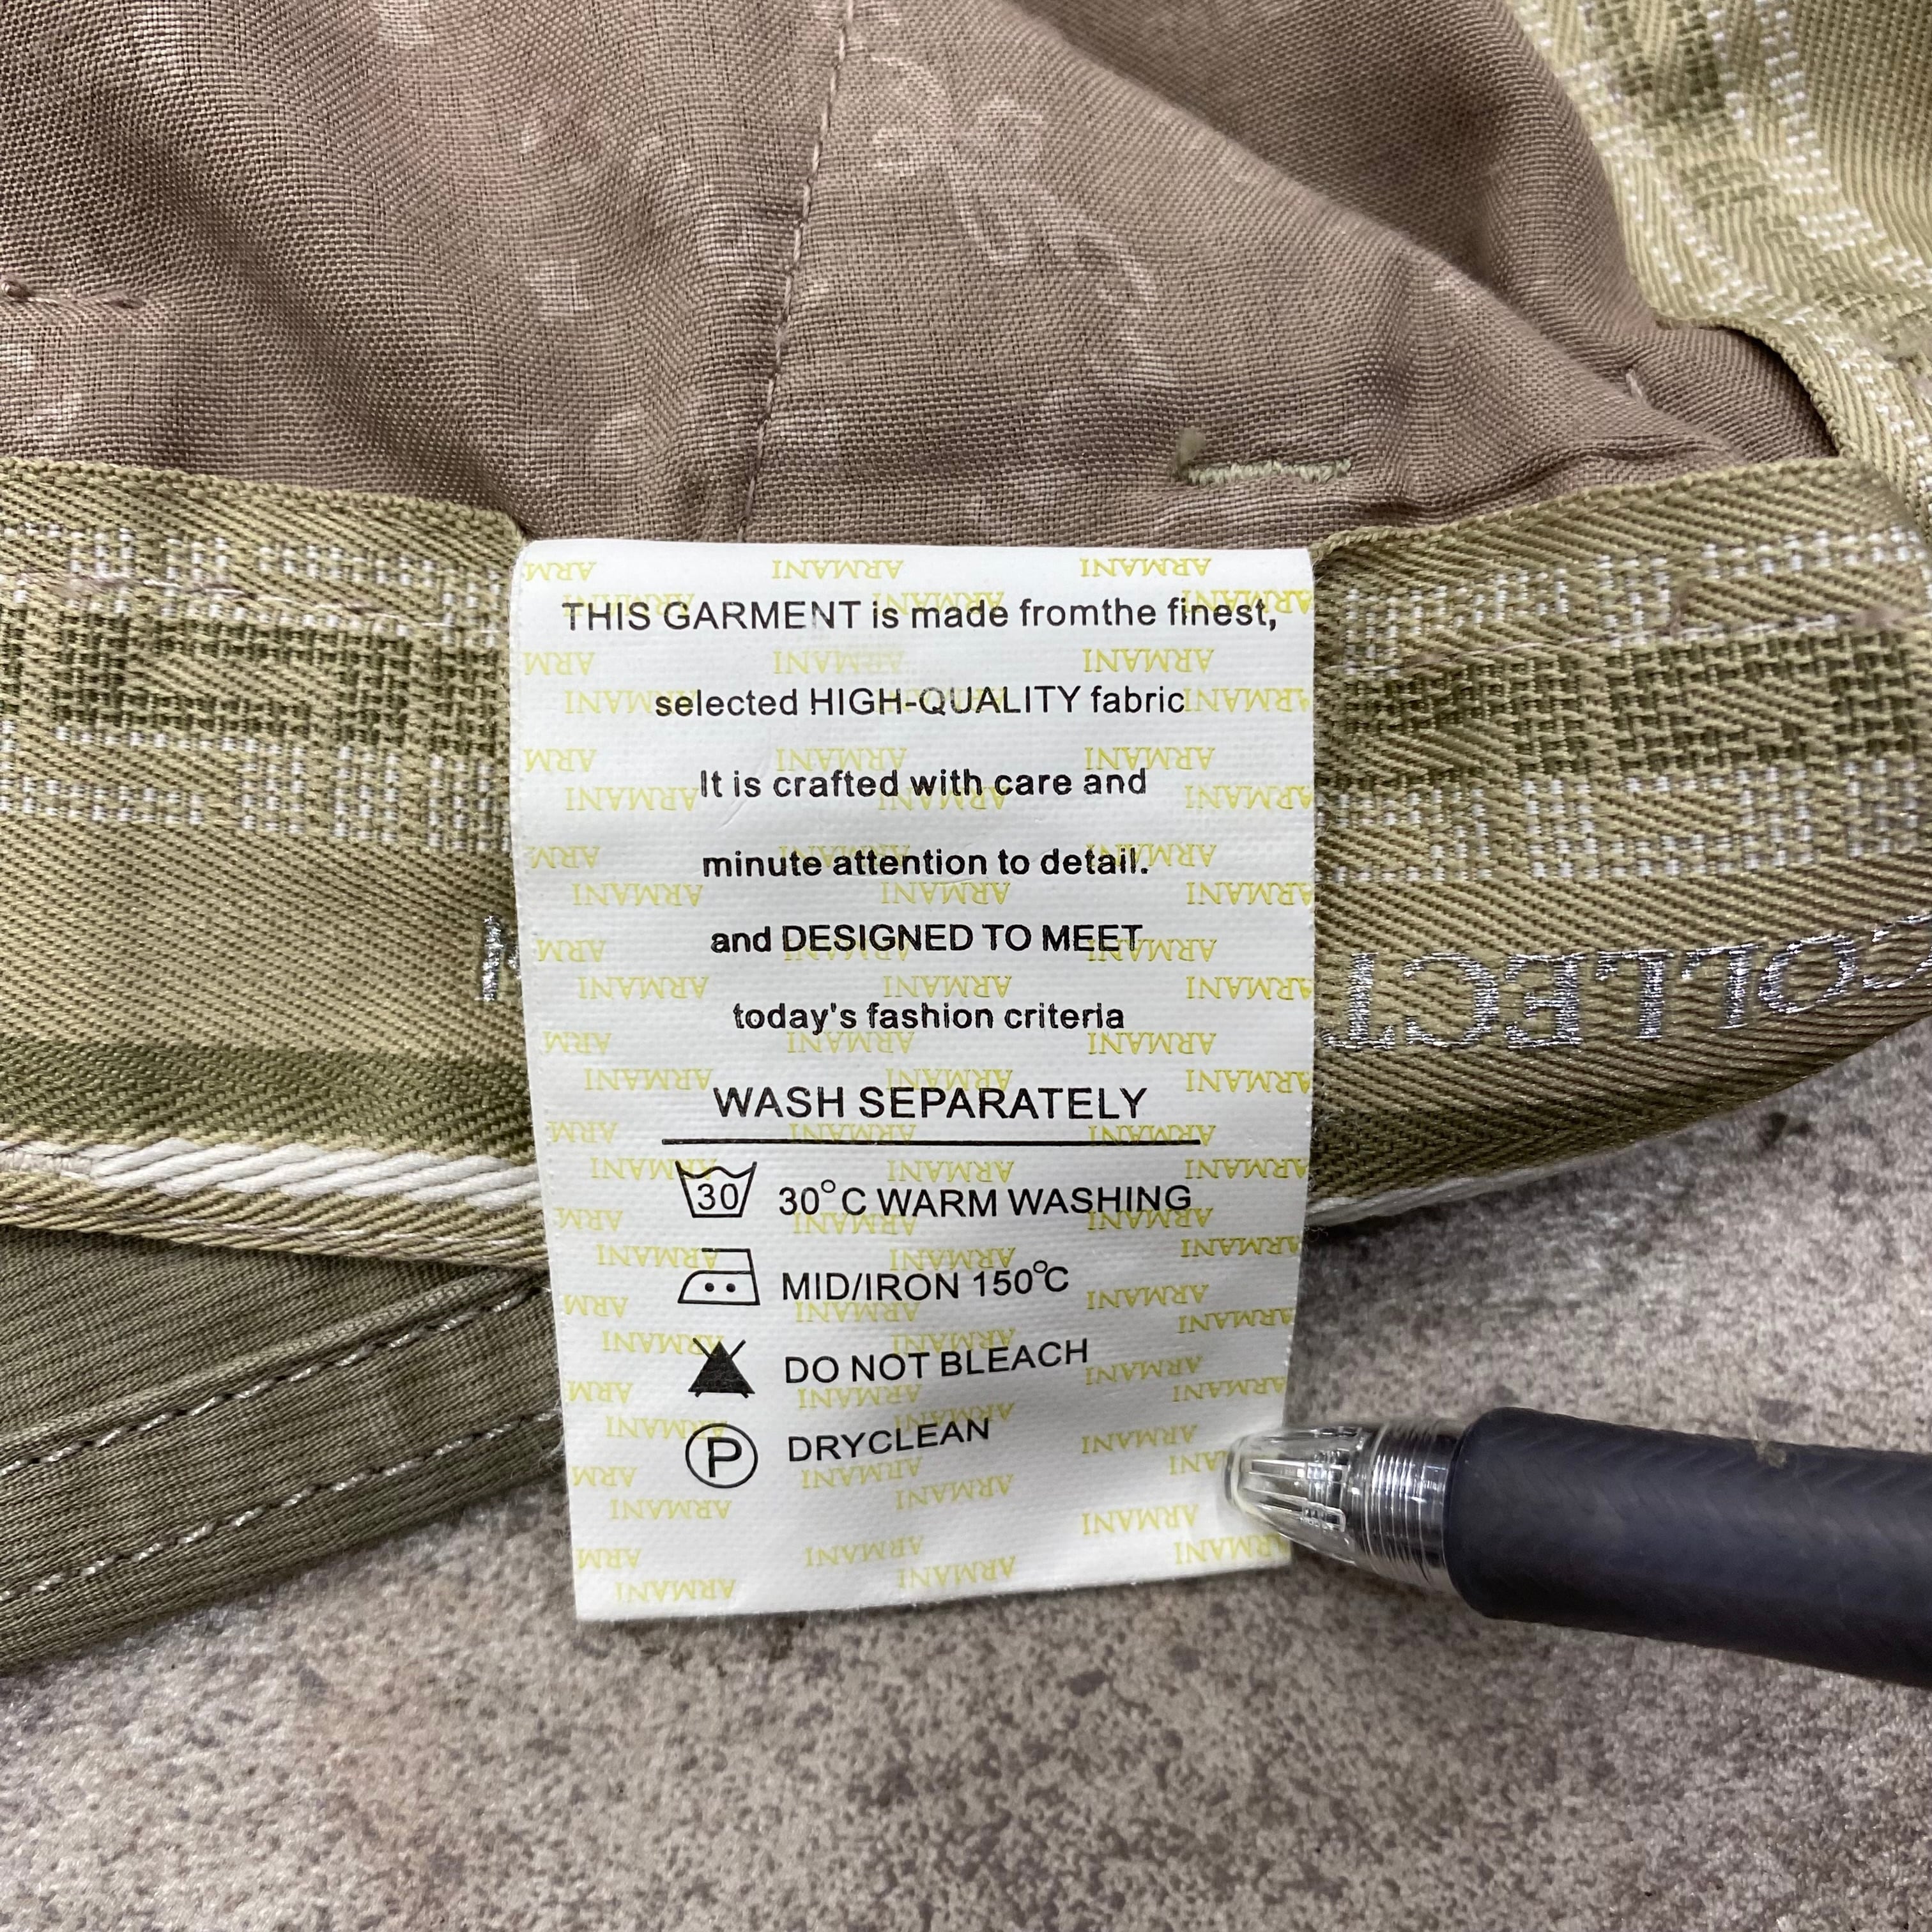 THIS GARMENT is made fromthe finest,
selected HIGH-QUALITY fabric
It is crafted with care and
minute attention to detail.
and DESIGNED TO MEET
today's fashion criteria
WASH SEPARATELY
30 30°C WARM WASHING
MID/IRON 150°C
DO NOT BLEACH
P DRYCLEAN
ARMANI
COLLECT